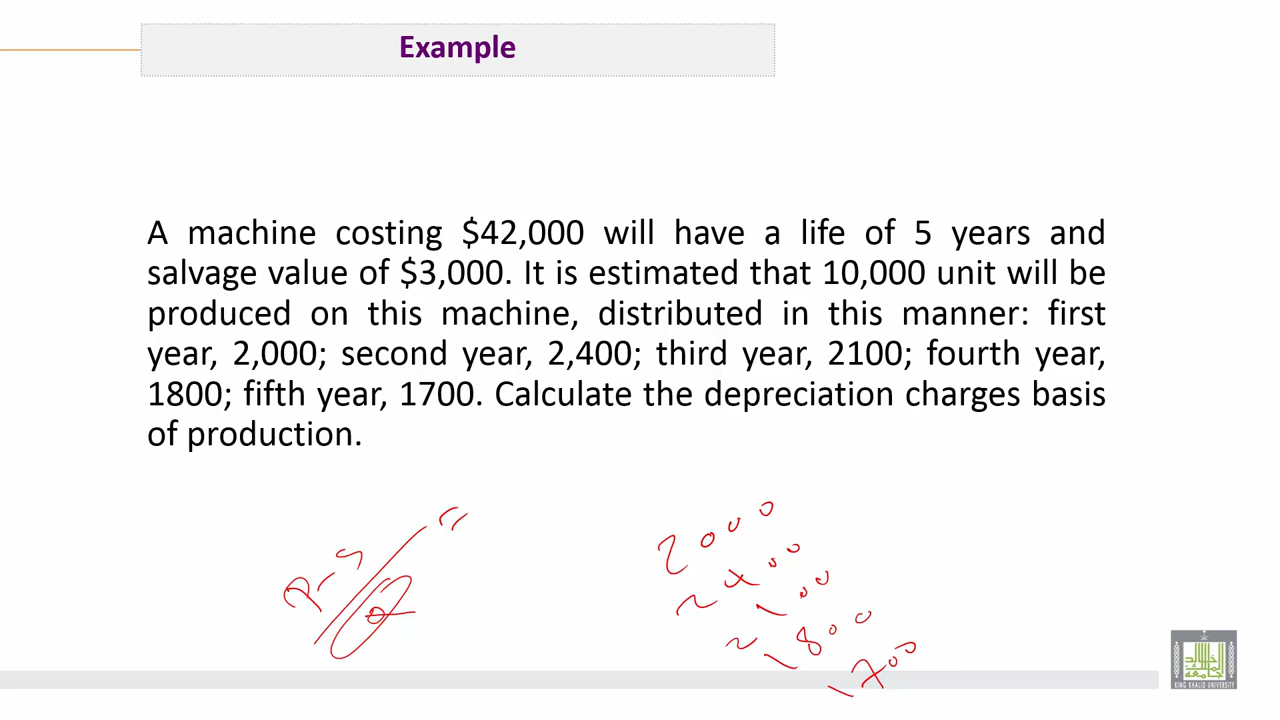 Example
A machine costing $42,000 will have a life of 5 years and
salvage value of $3,000. It is estimated that 10,000 unit will be
produced on this machine, distributed in this manner: first
year, 2,000; second year, 2,400; third year, 2100; fourth year,
1800; fifth year, 1700. Calculate the depreciation charges basis
of production.
P-S
Q
=
2000
2400
2100
1800
1700
KING KHALID UNIVERSITY